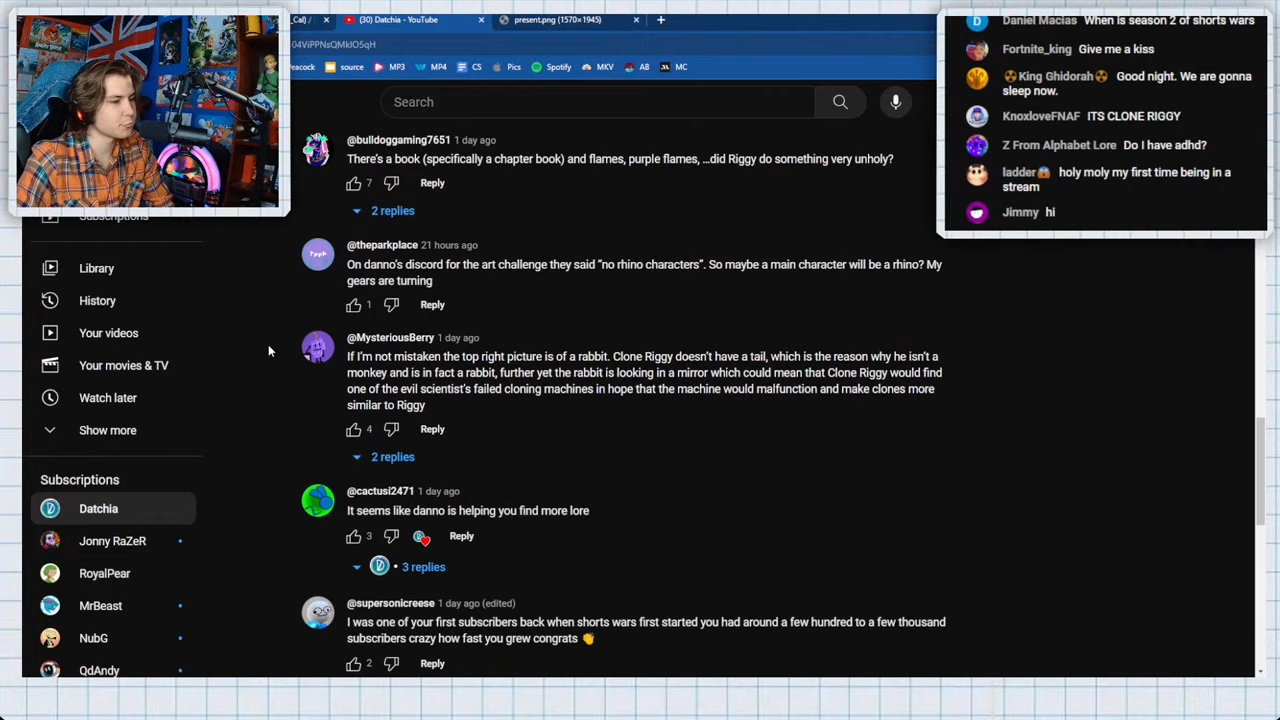 _Cal) /
(30) Datchia - YouTube
present.png (1570×1945)
04ViPPNsQMkIO5qH
eacock
source
MP3
MP4
CS
Pics
Spotify
MKV
AB
MC
Search
@bulldoggaming7651 1 day ago
There's a book (specifically a chapter book) and flames, purple flames, ...did Riggy do something very unholy?
7
Reply
2 replies
@theparkplace 21 hours ago
On danno's discord for the art challenge they said “no rhino characters”. So maybe a main character will be a rhino? My
gears are turning
1
Reply
@MysteriousBerry 1 day ago
If I'm not mistaken the top right picture is of a rabbit. Clone Riggy doesn't have a tail, which is the reason why he isn't a
monkey and is in fact a rabbit, further yet the rabbit is looking in a mirror which could mean that Clone Riggy would find
one of the evil scientist's failed cloning machines in hope that the machine would malfunction and make clones more
similar to Riggy
4
Reply
2 replies
@cactusi2471 1 day ago
It seems like danno is helping you find more lore
3
Reply
3 replies
@supersonicreese 1 day ago (edited)
I was one of your first subscribers back when shorts wars first started you had around a few hundred to a few thousand
subscribers crazy how fast you grew congrats 👏
2
Reply
Subscriptions
Library
History
Your videos
Your movies & TV
Watch later
Show more
Subscriptions
Datchia
Jonny RaZeR
RoyalPear
MrBeast
NubG
QdAndy
Daniel Macias When is season 2 of shorts wars
Fortnite_king Give me a kiss
☢King Ghidorah☢ Good night. We are gonna
sleep now.
KnoxloveFNAF ITS CLONE RIGGY
Z From Alphabet Lore Do I have adhd?
ladder😱 holy moly my first time being in a
stream
Jimmy hi